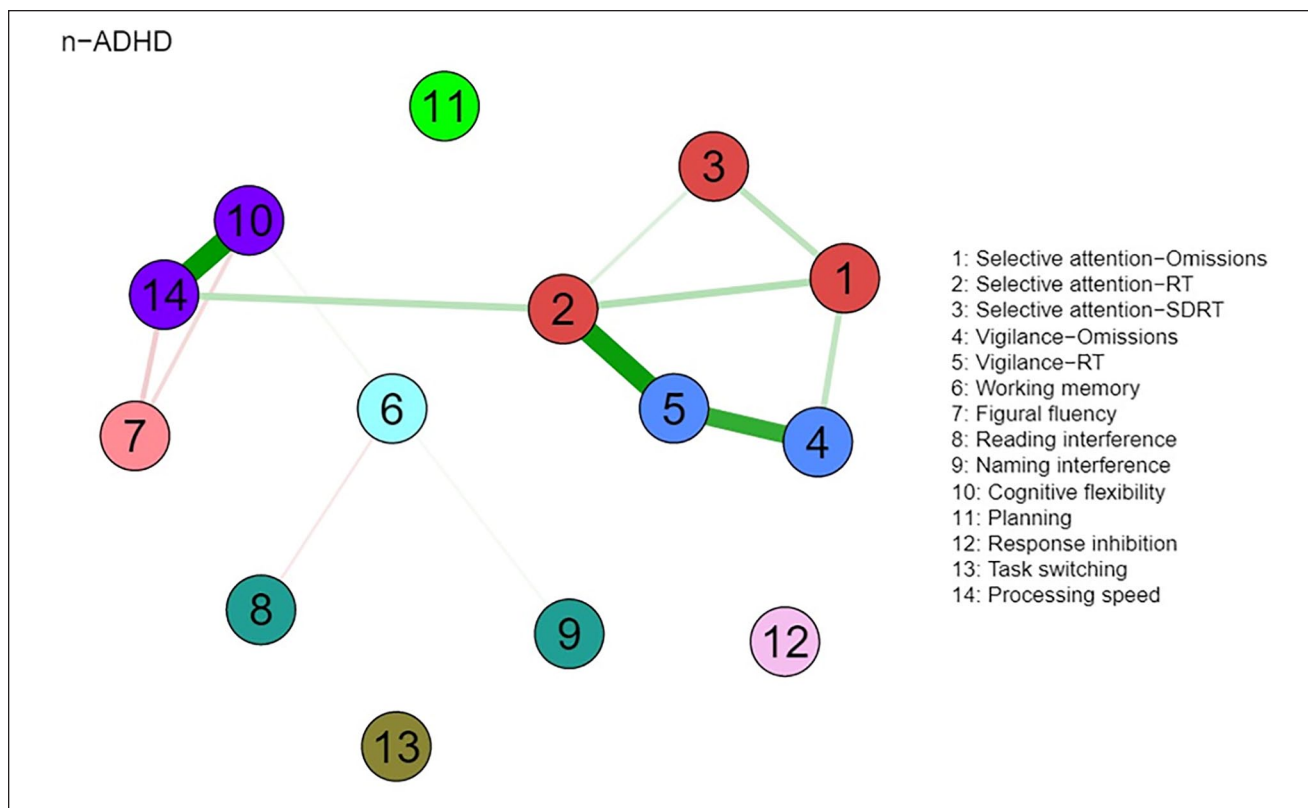 n−ADHD
11
3
10
1
14
2
6
5
7
4
8
9
12
13
1: Selective attention−Omissions
2: Selective attention−RT
3: Selective attention−SDRT
4: Vigilance−Omissions
5: Vigilance−RT
6: Working memory
7: Figural fluency
8: Reading interference
9: Naming interference
10: Cognitive flexibility
11: Planning
12: Response inhibition
13: Task switching
14: Processing speed